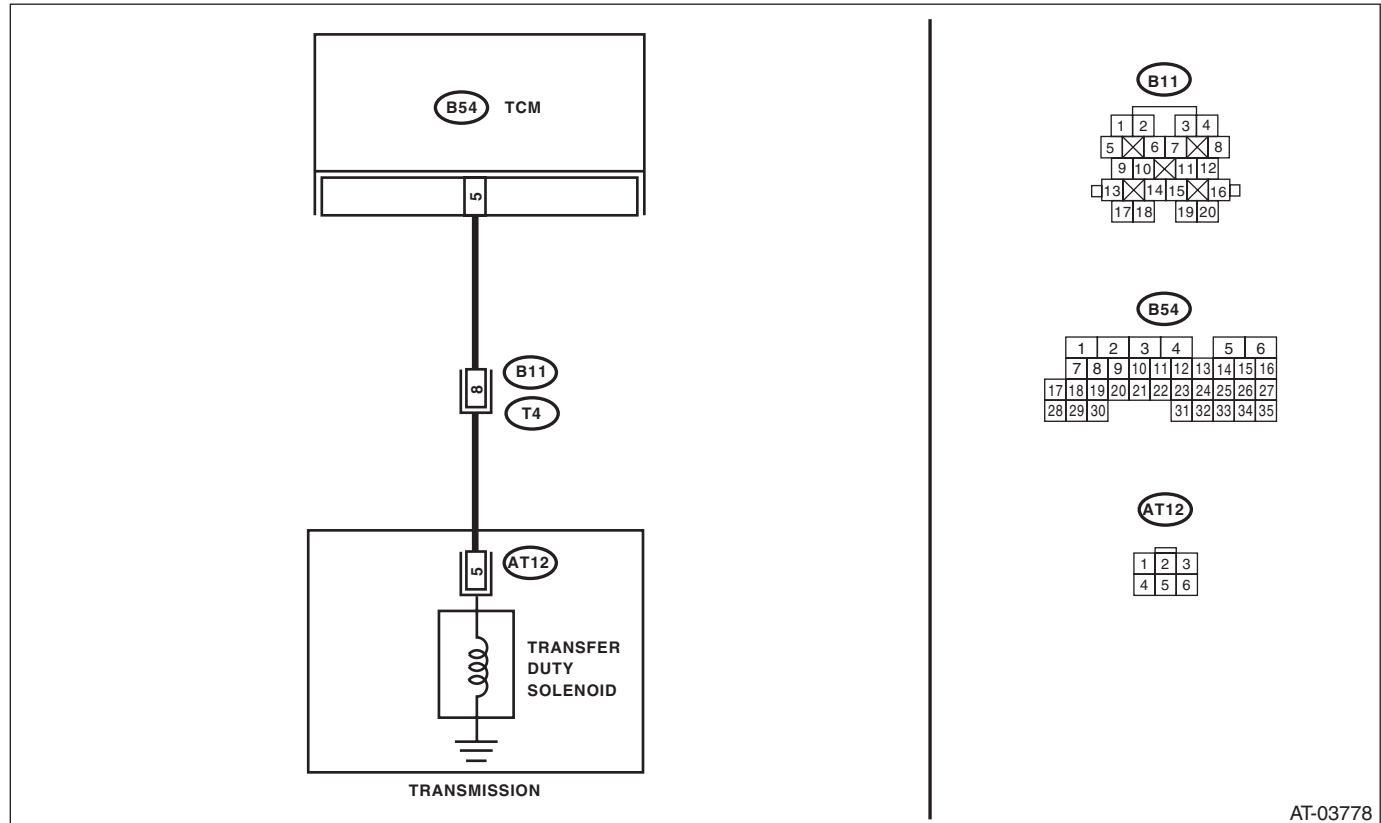 B54 TCM
5
8
B11
T4
5
AT12
TRANSFER
DUTY
SOLENOID
TRANSMISSION
B11
1 2 3 4
5 6 7 8
9 10 11 12
13 14 15 16
17 18 19 20
B54
1 2 3 4 5 6
7 8 9 10 11 12 13 14 15 16
17 18 19 20 21 22 23 24 25 26 27
28 29 30 31 32 33 34 35
AT12
1 2 3
4 5 6
AT-03778